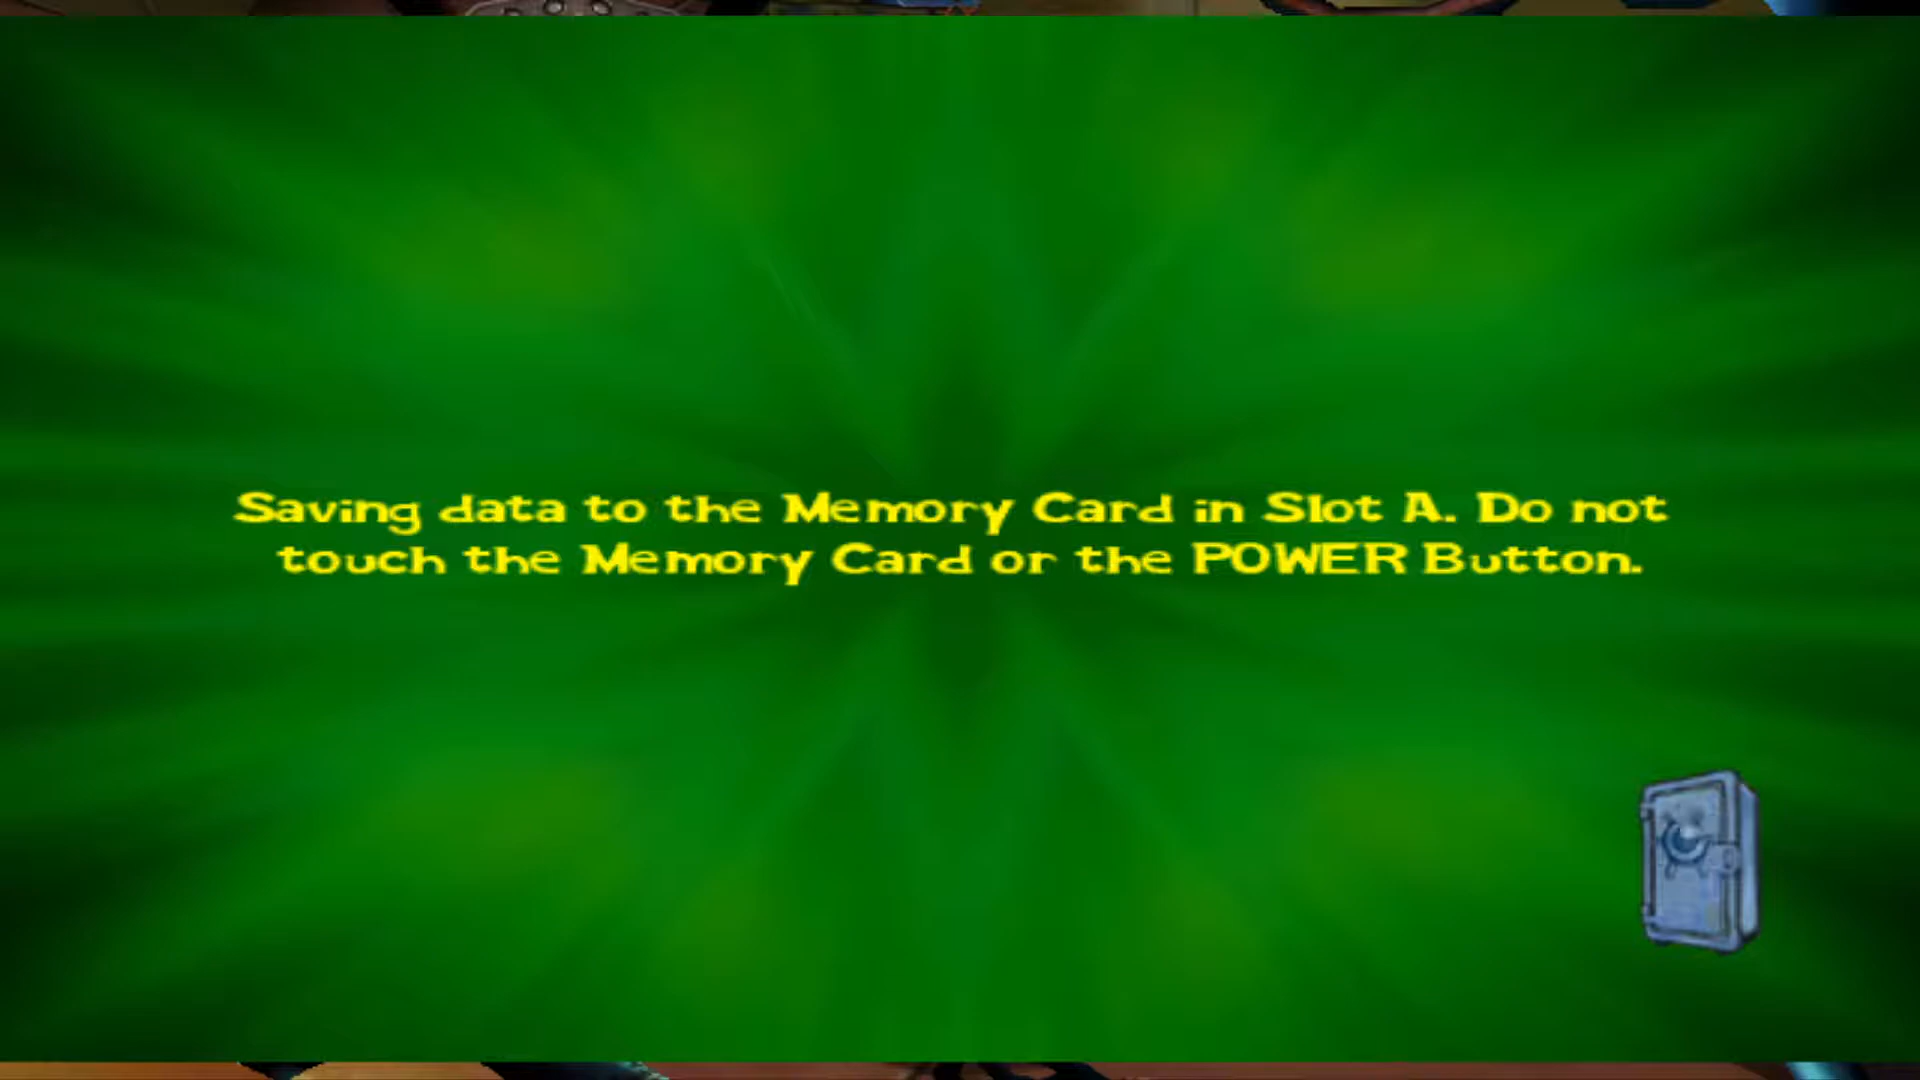 Saving data to the Memory Card in Slot A. Do not
touch the Memory Card or the POWER Button.